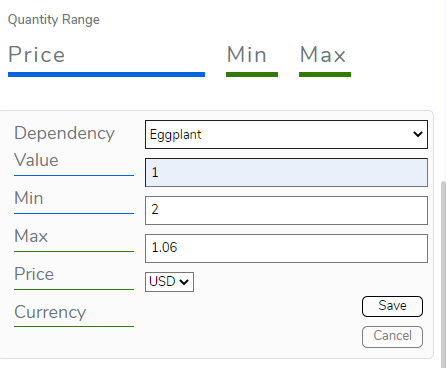 Quantity Range
Price Min Max
Dependency Eggplant
Value 1
Min 2
Max 1.06
Price USD
Currency
Save
Cancel